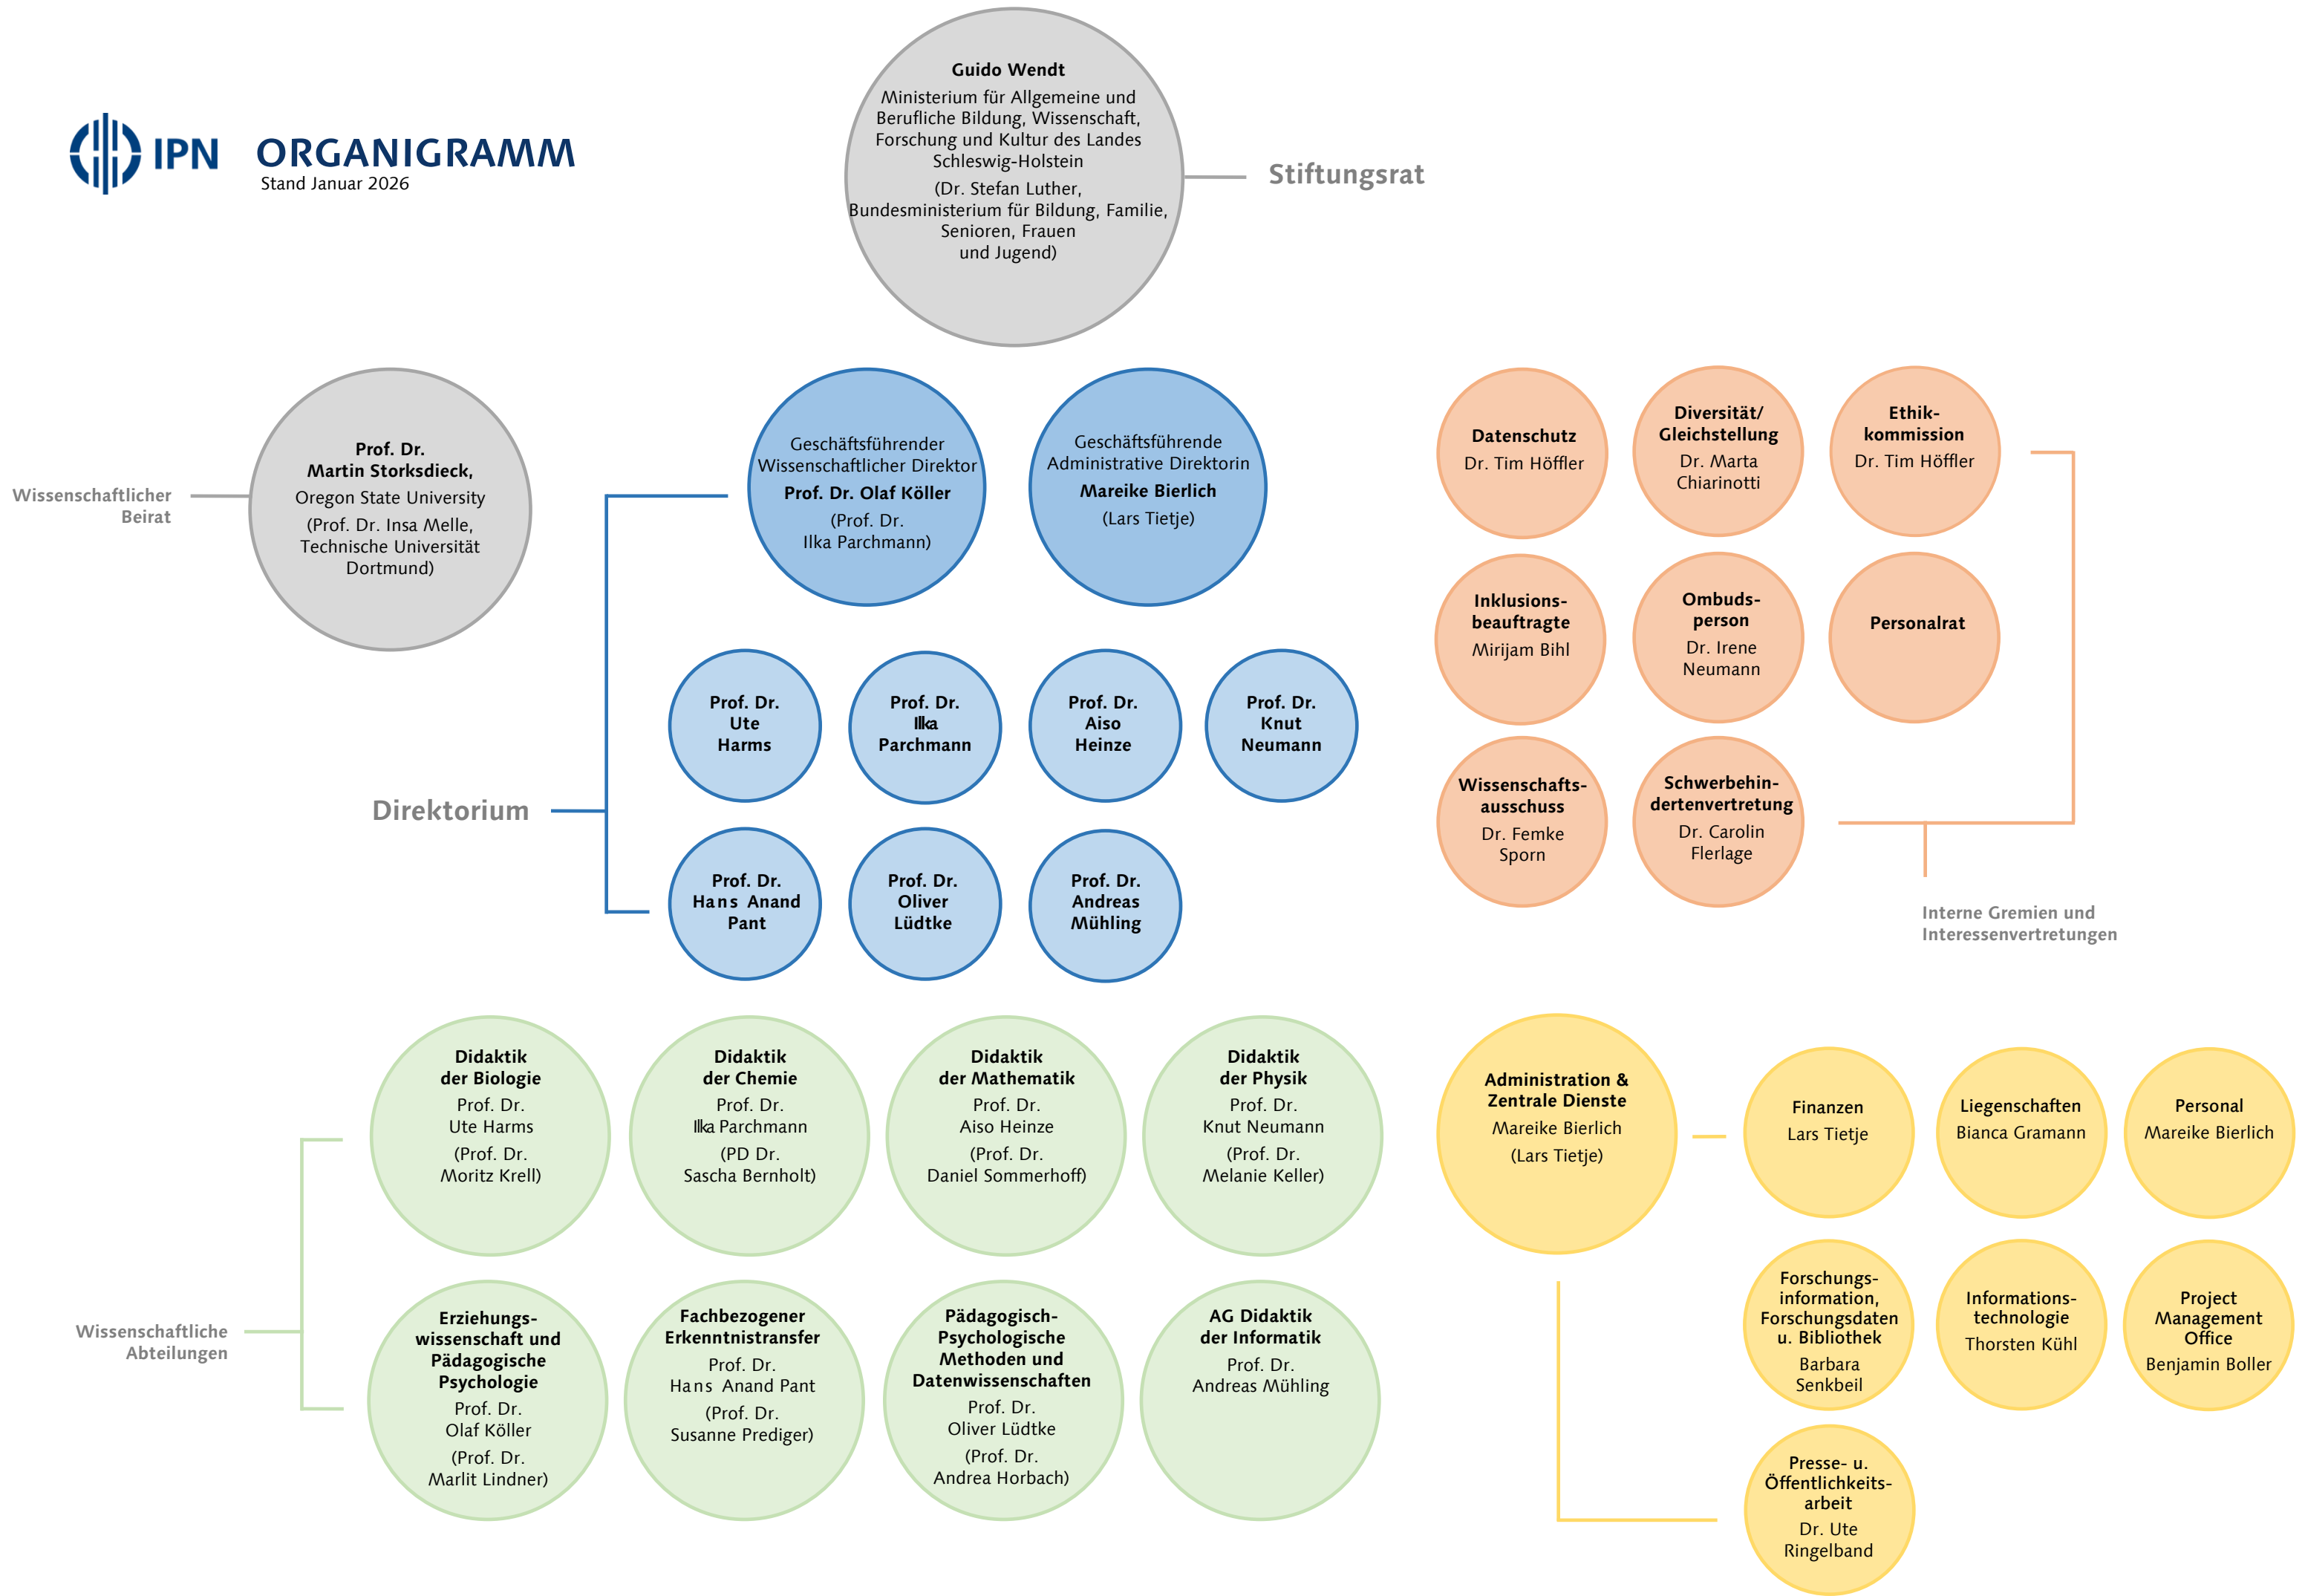 IPN
ORGANIGRAMM
Stand Januar 2026
Guido Wendt
Ministerium für Allgemeine und
Berufliche Bildung, Wissenschaft,
Forschung und Kultur des Landes
Schleswig-Holstein
(Dr. Stefan Luther,
Bundesministerium für Bildung, Familie,
Senioren, Frauen
und Jugend)
Stiftungsrat
Wissenschaftlicher
Beirat
Prof. Dr.
Martin Storksdieck,
Oregon State University
(Prof. Dr. Insa Melle,
Technische Universität
Dortmund)
Direktorium
Geschäftsführender
Wissenschaftlicher Direktor
Prof. Dr. Olaf Köller
(Prof. Dr.
Ilka Parchmann)
Geschäftsführende
Administrative Direktorin
Mareike Bierlich
(Lars Tietje)
Prof. Dr.
Ute
Harms
Prof. Dr.
Ilka
Parchmann
Prof. Dr.
Aiso
Heinze
Prof. Dr.
Knut
Neumann
Prof. Dr.
Hans Anand
Pant
Prof. Dr.
Oliver
Lüdtke
Prof. Dr.
Andreas
Mühling
Datenschutz
Dr. Tim Höffler
Diversität/
Gleichstellung
Dr. Marta
Chiarinotti
Ethik-
kommission
Dr. Tim Höffler
Inklusions-
beauftragte
Mirijam Bihl
Ombuds-
person
Dr. Irene
Neumann
Personalrat
Wissenschafts-
ausschuss
Dr. Femke
Sporn
Schwerbehin-
dertenvertretung
Dr. Carolin
Flerlage
Interne Gremien und
Interessenvertretungen
Wissenschaftliche
Abteilungen
Didaktik
der Biologie
Prof. Dr.
Ute Harms
(Prof. Dr.
Moritz Krell)
Didaktik
der Chemie
Prof. Dr.
Ilka Parchmann
(PD Dr.
Sascha Bernholt)
Didaktik
der Mathematik
Prof. Dr.
Aiso Heinze
(Prof. Dr.
Daniel Sommerhoff)
Didaktik
der Physik
Prof. Dr.
Knut Neumann
(Prof. Dr.
Melanie Keller)
Erziehungs-
wissenschaft und
Pädagogische
Psychologie
Prof. Dr.
Olaf Köller
(Prof. Dr.
Marlit Lindner)
Fachbezogener
Erkenntnistransfer
Prof. Dr.
Hans Anand Pant
(Prof. Dr.
Susanne Prediger)
Pädagogisch-
Psychologische
Methoden und
Datenwissenschaften
Prof. Dr.
Oliver Lüdtke
(Prof. Dr.
Andrea Horbach)
AG Didaktik
der Informatik
Prof. Dr.
Andreas Mühling
Administration &
Zentrale Dienste
Mareike Bierlich
(Lars Tietje)
Finanzen
Lars Tietje
Liegenschaften
Bianca Gramann
Personal
Mareike Bierlich
Forschungs-
information,
Forschungsdaten
u. Bibliothek
Barbara
Senkbeil
Informations-
technologie
Thorsten Kühl
Project
Management
Office
Benjamin Boller
Presse- u.
Öffentlichkeits-
arbeit
Dr. Ute
Ringelband